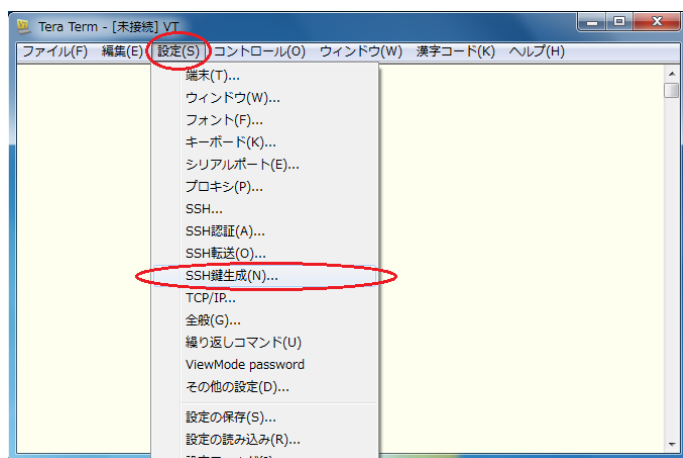 Tera Term - [未接続] VT
ファイル(F) 編集(E) 設定(S) コントロール(O) ウィンドウ(W) 漢字コード(K) ヘルプ(H)
端末(T)...
ウィンドウ(W)...
フォント(F)...
キーボード(K)...
シリアルポート(E)...
プロキシ(P)...
SSH...
SSH認証(A)...
SSH転送(O)...
SSH鍵生成(N)...
TCP/IP...
全般(G)...
繰り返しコマンド(U)
ViewMode password
その他の設定(D)...
設定の保存(S)...
設定の読み込み(R)...